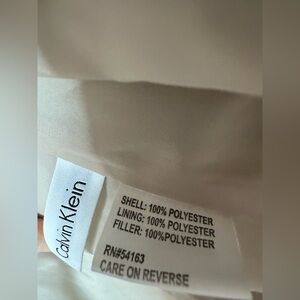 Calvin Klein
SHELL: 100% POLYESTER
LINING: 100% POLYESTER
FILLER: 100%POLYESTER
RN#54163
CARE ON REVERSE